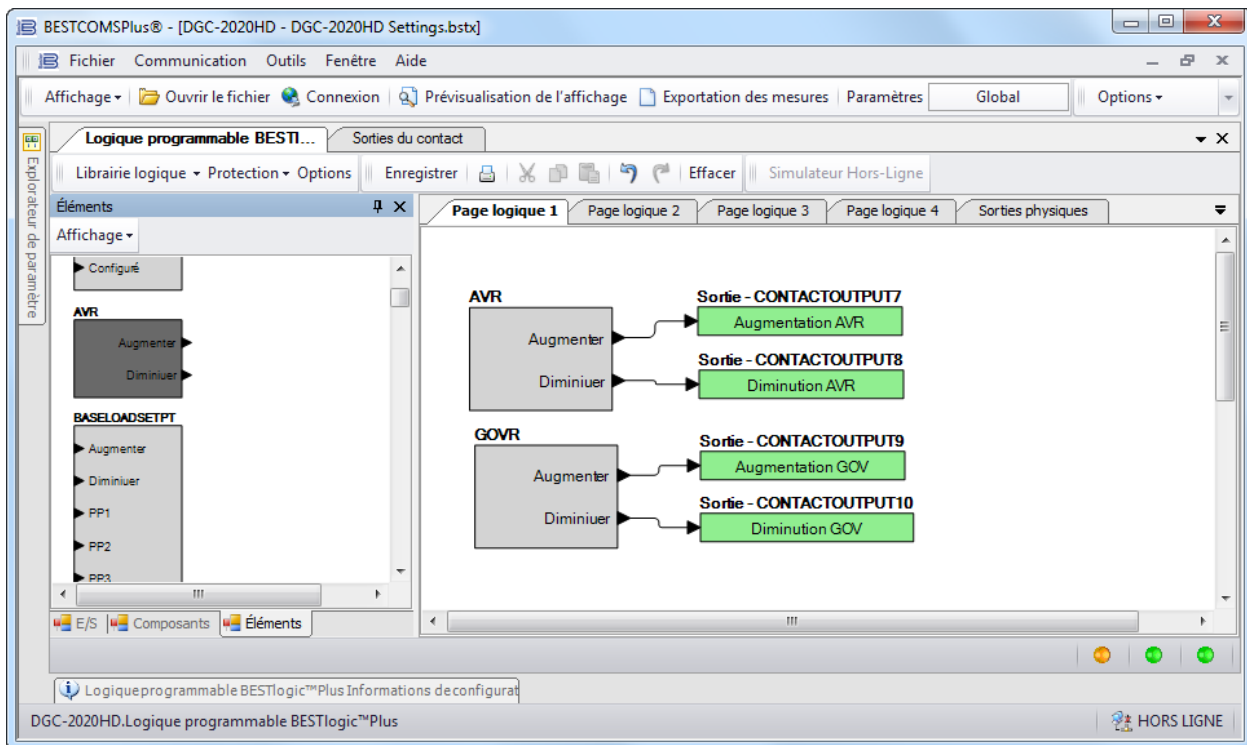 BESTCOMSPlus® - [DGC-2020HD - DGC-2020HD Settings.bstx]
Fichier Communication Outils Fenêtre Aide
Affichage Ouvrir le fichier Connexion Prévisualisation de l'affichage Exportation des mesures Paramètres Global Options
Explorateur de paramètre
Logique programmable BESTl... Sorties du contact
Librairie logique Protection Options Enregistrer Effacer Simulateur Hors-Ligne
Éléments
Affichage
Configuré
AVR
Augmenter
Diminiuer
BASELOADSETPT
Augmenter
Diminiuer
PP1
PP2
PP3
E/S Composants Éléments
Page logique 1 Page logique 2 Page logique 3 Page logique 4 Sorties physiques
AVR
Augmenter
Diminiuer
Sortie - CONTACTOUTPUT7
Augmentation AVR
Sortie - CONTACTOUTPUT8
Diminution AVR
GOVR
Augmenter
Diminiuer
Sortie - CONTACTOUTPUT9
Augmentation GOV
Sortie - CONTACTOUTPUT10
Diminution GOV
Logique programmable BESTlogic™Plus Informations de configurat
DGC-2020HD.Logique programmable BESTlogic™Plus
HORS LIGNE